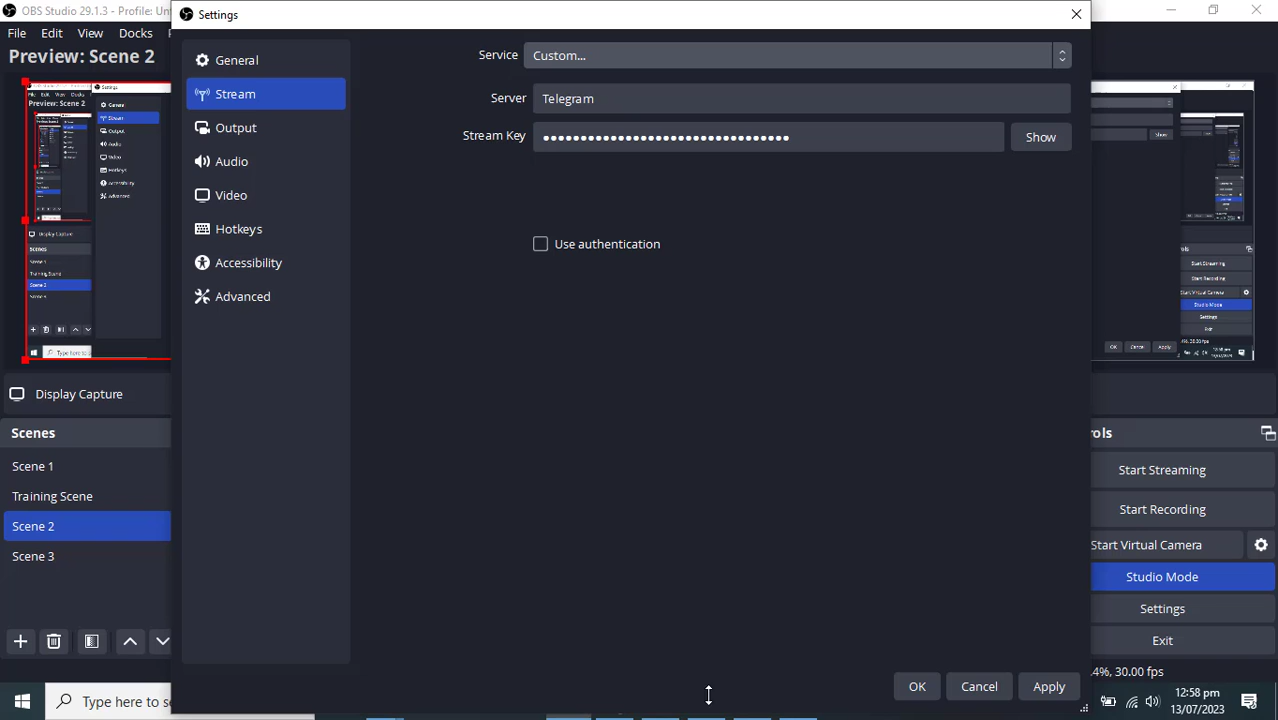 OBS Studio 29.1.3 - Profile: Unt
Settings
File Edit View Docks
Preview: Scene 2
General
Stream
Output
Audio
Video
Hotkeys
Accessibility
Advanced
Service Custom...
Server Telegram
Stream Key ●●●●●●●●●●●●●●●●●●●●●●●●●●●●●●●●● Show
Use authentication
Display Capture
Scenes
Scene 1
Training Scene
Scene 2
Scene 3
rols
Start Streaming
Start Recording
Start Virtual Camera
Studio Mode
Settings
Exit
OK Cancel Apply
4%, 30.00 fps
Type here to s
12:58 pm
13/07/2023